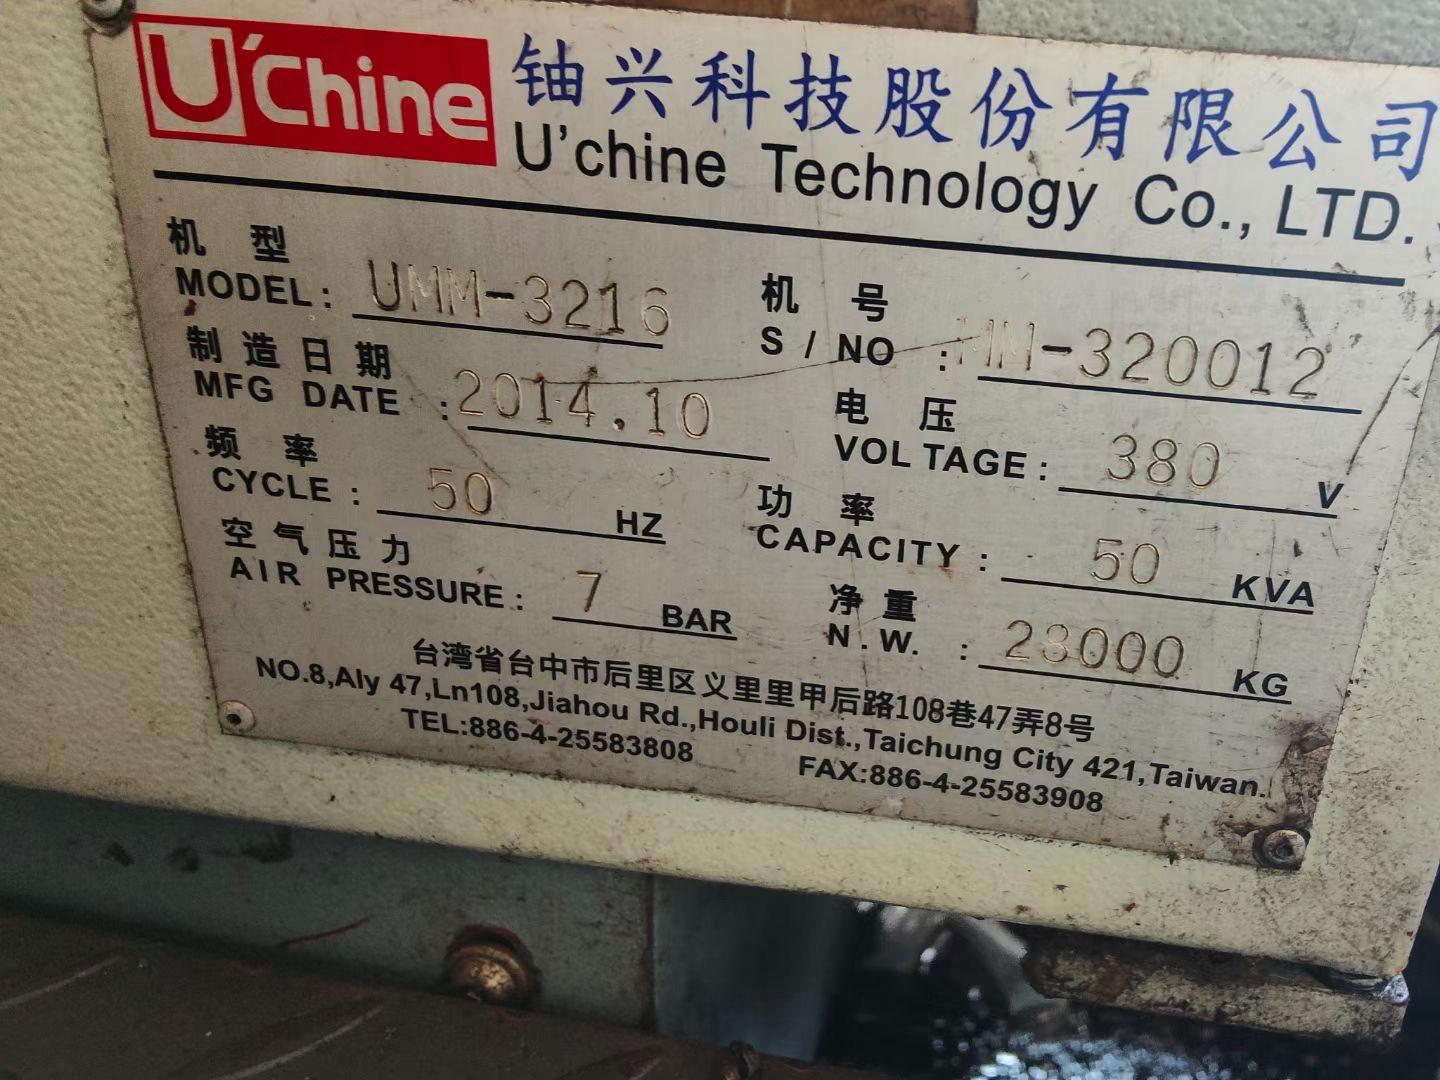 U'Chine 铀兴科技股份有限公司
U'chine Technology Co., LTD.
机 型
MODEL: UMM-3216
机 号
S / NO : MM-320012
制造日期
MFG DATE : 2014.10
电 压
VOLTAGE: 380 V
频 率
CYCLE : 50 HZ
功 率
CAPACITY : 50 KVA
空气压力
AIR PRESSURE: 7 BAR
净重
N.W. : 28000 KG
台湾省台中市后里区义里里甲后路108巷47弄8号
NO.8,Aly 47,Ln108,Jiahou Rd.,Houli Dist.,Taichung City 421,Taiwan.
TEL:886-4-25583808 FAX:886-4-25583908